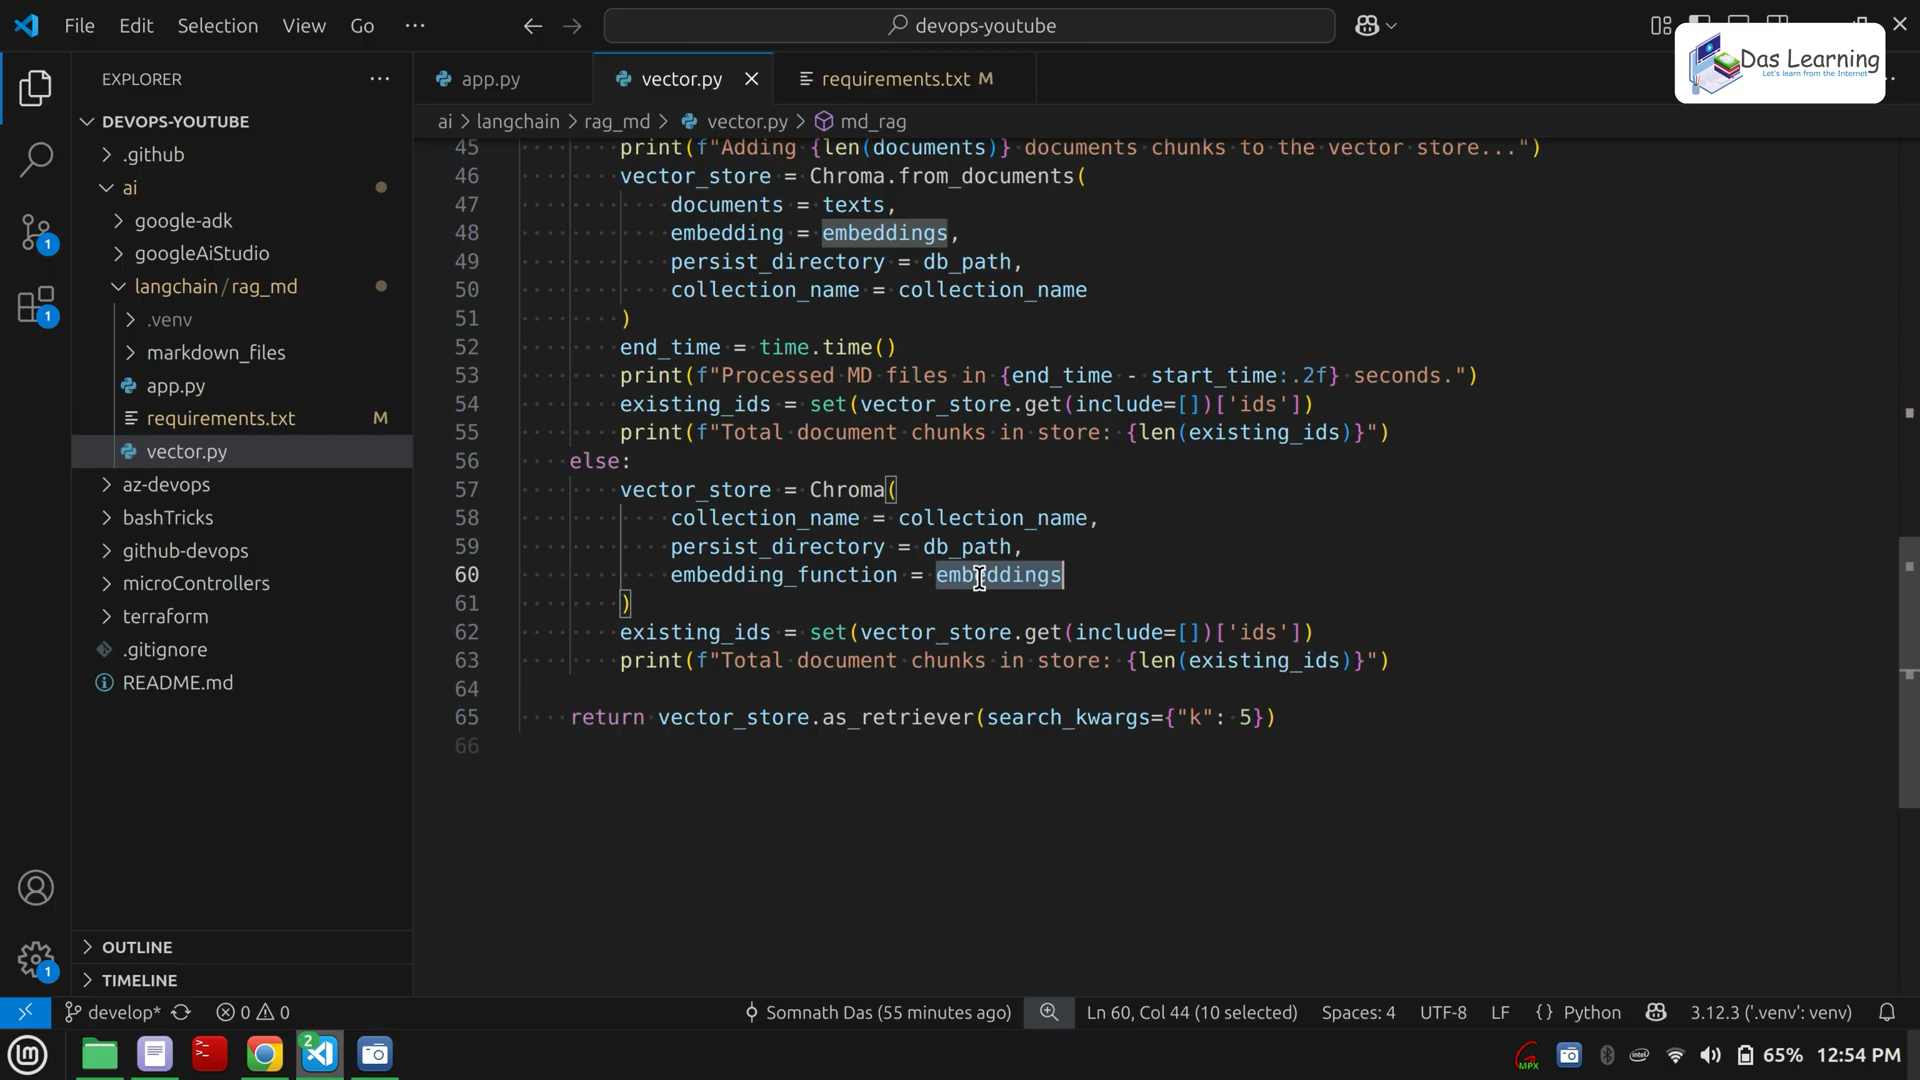 File Edit Selection View Go ··· devops-youtube
Das Learning
Let's learn from the Internet
EXPLORER ···
app.py vector.py requirements.txt M
ai > langchain > rag_md > vector.py > md_rag
DEVOPS-YOUTUBE
.github
ai
google-adk
googleAiStudio
langchain / rag_md
.venv
markdown_files
app.py
requirements.txt M
vector.py
az-devops
bashTricks
github-devops
microControllers
terraform
.gitignore
README.md
OUTLINE
TIMELINE
1
1
1
45 print(f"Adding {len(documents)} documents chunks to the vector store...")
46 vector_store = Chroma.from_documents(
47 documents = texts,
48 embedding = embeddings,
49 persist_directory = db_path,
50 collection_name = collection_name
51 )
52 end_time = time.time()
53 print(f"Processed MD files in {end_time - start_time:.2f} seconds.")
54 existing_ids = set(vector_store.get(include=[])['ids'])
55 print(f"Total document chunks in store: {len(existing_ids)}")
56 else:
57 vector_store = Chroma(
58 collection_name = collection_name,
59 persist_directory = db_path,
60 embedding_function = embeddings
61 )
62 existing_ids = set(vector_store.get(include=[])['ids'])
63 print(f"Total document chunks in store: {len(existing_ids)}")
64
65 return vector_store.as_retriever(search_kwargs={"k": 5})
66
develop* 0 0 Somnath Das (55 minutes ago) Ln 60, Col 44 (10 selected) Spaces: 4 UTF-8 LF {} Python 3.12.3 ('.venv': venv)
2 MPX intel 65% 12:54 PM